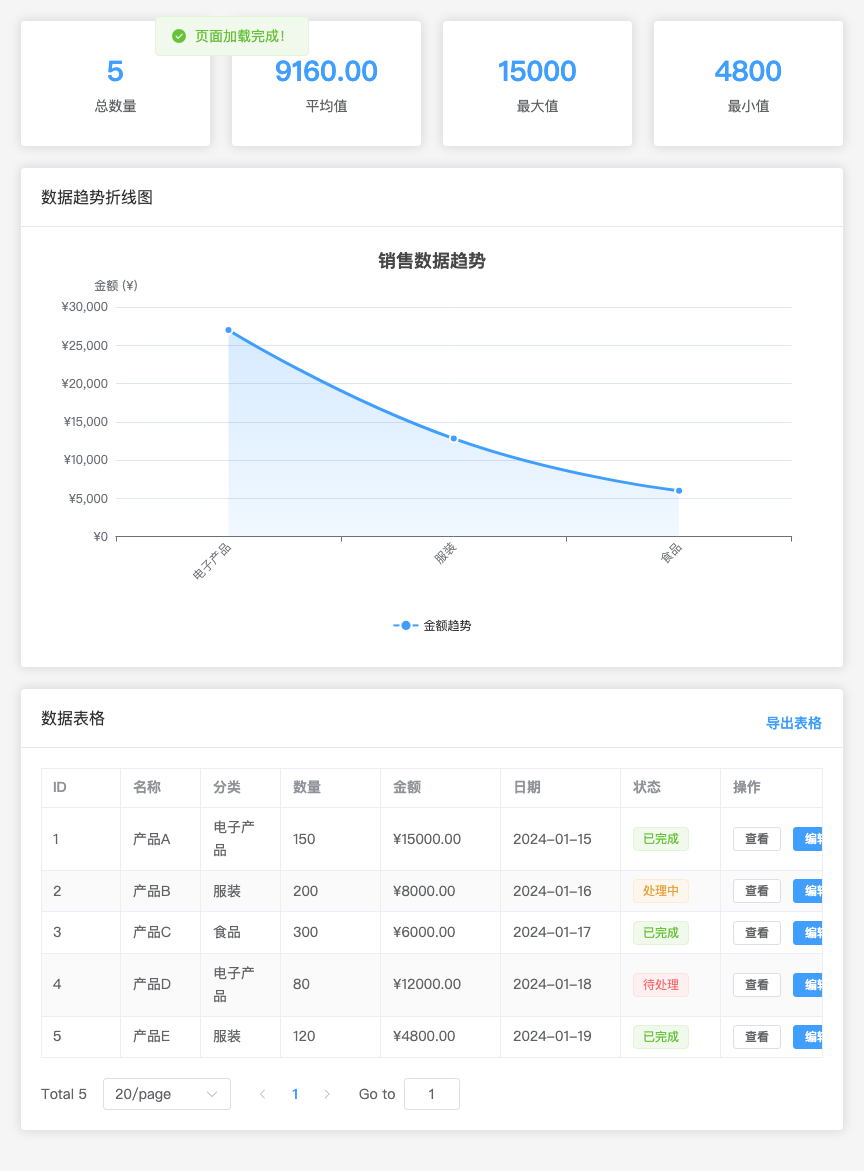 页面加载完成！
5
总数量
9160.00
平均值
15000
最大值
4800
最小值
数据趋势折线图
销售数据趋势
金额 (¥)
¥30,000
¥25,000
¥20,000
¥15,000
¥10,000
¥5,000
¥0
电子产品
服装
食品
金额趋势
数据表格
导出表格
ID 名称 分类 数量 金额 日期 状态 操作
1 产品A 电子产品 150 ¥15000.00 2024-01-15 已完成 查看 编辑
2 产品B 服装 200 ¥8000.00 2024-01-16 处理中 查看 编辑
3 产品C 食品 300 ¥6000.00 2024-01-17 已完成 查看 编辑
4 产品D 电子产品 80 ¥12000.00 2024-01-18 待处理 查看 编辑
5 产品E 服装 120 ¥4800.00 2024-01-19 已完成 查看 编辑
Total 5 20/page 1 Go to 1